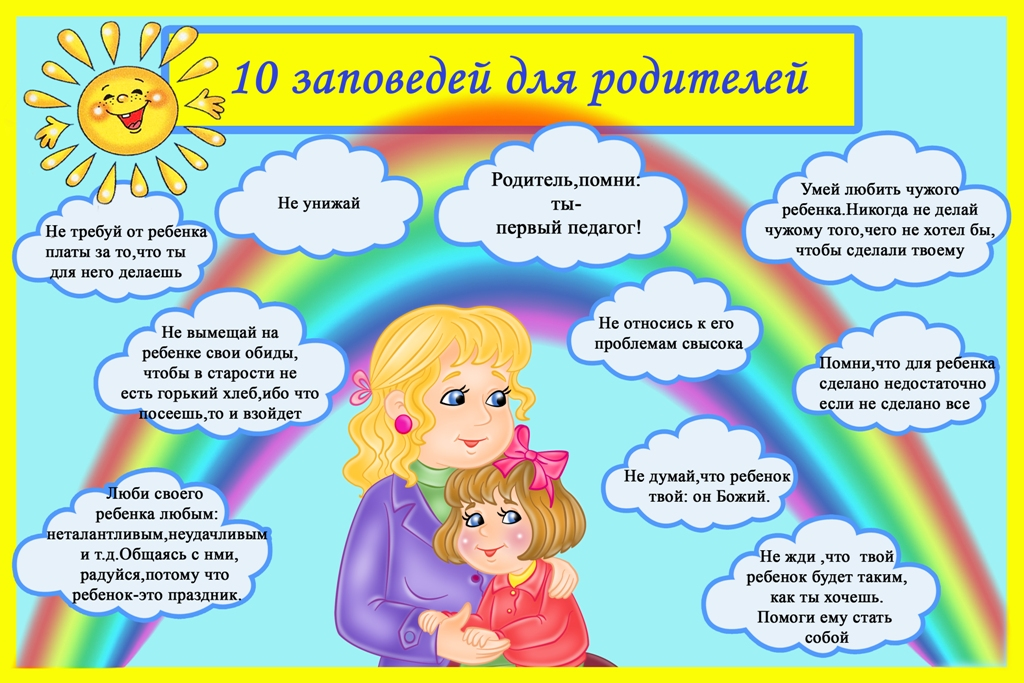 10 заповедей для родителей
Не требуй от ребенка
платы за то,что ты
для него делаешь
Не унижай
Родитель,помни:
ты-
первый педагог!
Умей любить чужого
ребенка.Никогда не делай
чужому того,чего не хотел бы,
чтобы сделали твоему
Не вымещай на
ребенке свои обиды,
чтобы в старости не
есть горький хлеб,ибо что
посеешь,то и взойдет
Не относись к его
проблемам свысока
Помни,что для ребенка
сделано недостаточно
если не сделано все
Люби своего
ребенка любым:
неталантливым,неудачливым
и т.д.Общаясь с нми,
радуйся,потому что
ребенок-это праздник.
Не думай,что ребенок
твой: он Божий.
Не жди ,что твой
ребенок будет таким,
как ты хочешь.
Помоги ему стать
собой